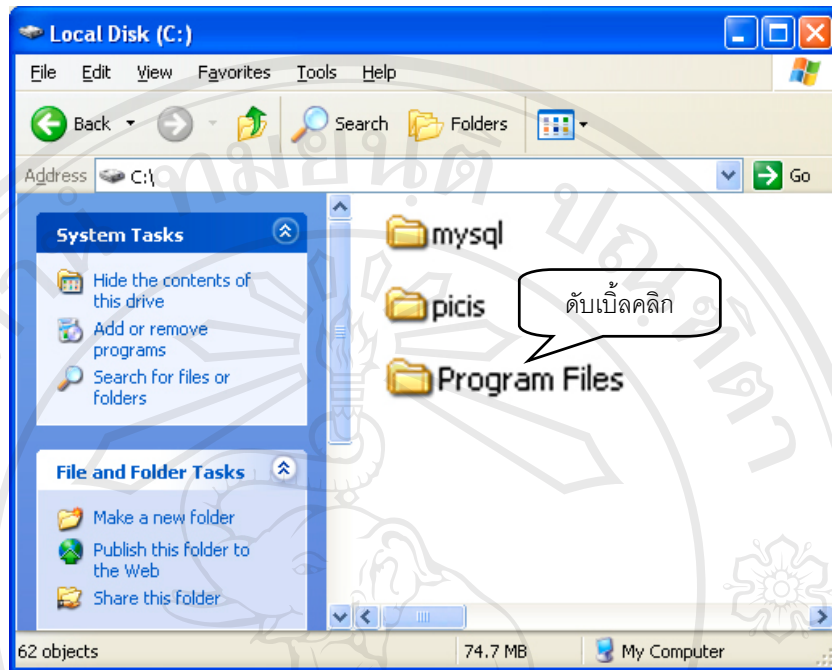 Local Disk (C:)
File Edit View Favorites Tools Help
Back Search Folders
Address C:\ Go
System Tasks
Hide the contents of
this drive
Add or remove
programs
Search for files or
folders
File and Folder Tasks
Make a new folder
Publish this folder to
the Web
Share this folder
mysql
picis
ดับเบิ้ลคลิก
Program Files
62 objects 74.7 MB My Computer